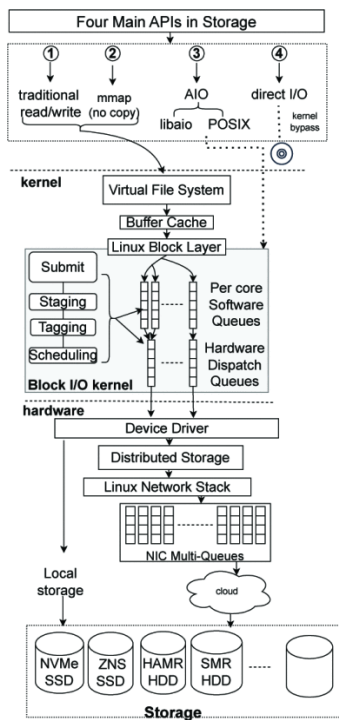 Four Main APIs in Storage
1
2
3
4
traditional
read/write
mmap
(no copy)
AIO
libaio
POSIX
direct I/O
kernel
bypass
kernel
Virtual File System
Buffer Cache
Linux Block Layer
Submit
Staging
Tagging
Scheduling
Per core
Software
Queues
Hardware
Dispatch
Queues
Block I/O kernel
hardware
Device Driver
Distributed Storage
Linux Network Stack
NIC Multi-Queues
Local
storage
cloud
NVMe
SSD
ZNS
SSD
HAMR
HDD
SMR
HDD
Storage